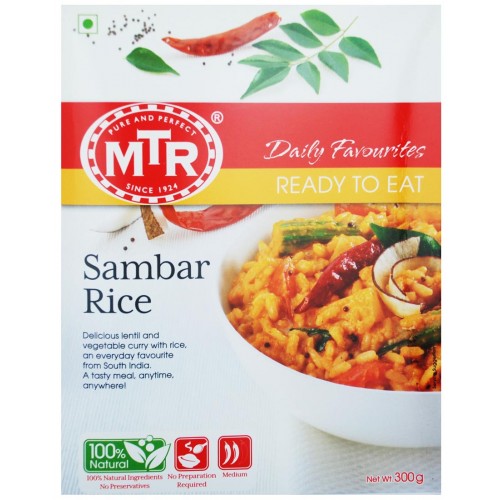 PURE AND PERFECT
MTR®
SINCE 1924
Daily Favourites
READY TO EAT
Sambar
Rice
Delicious lentil and
vegetable curry with rice,
an everyday favourite
from South India.
A tasty meal, anytime,
anywhere!
100%
Natural
100% Natural Ingredients
No Preservatives
No Preparation
Required
Medium
Net Wt 300g